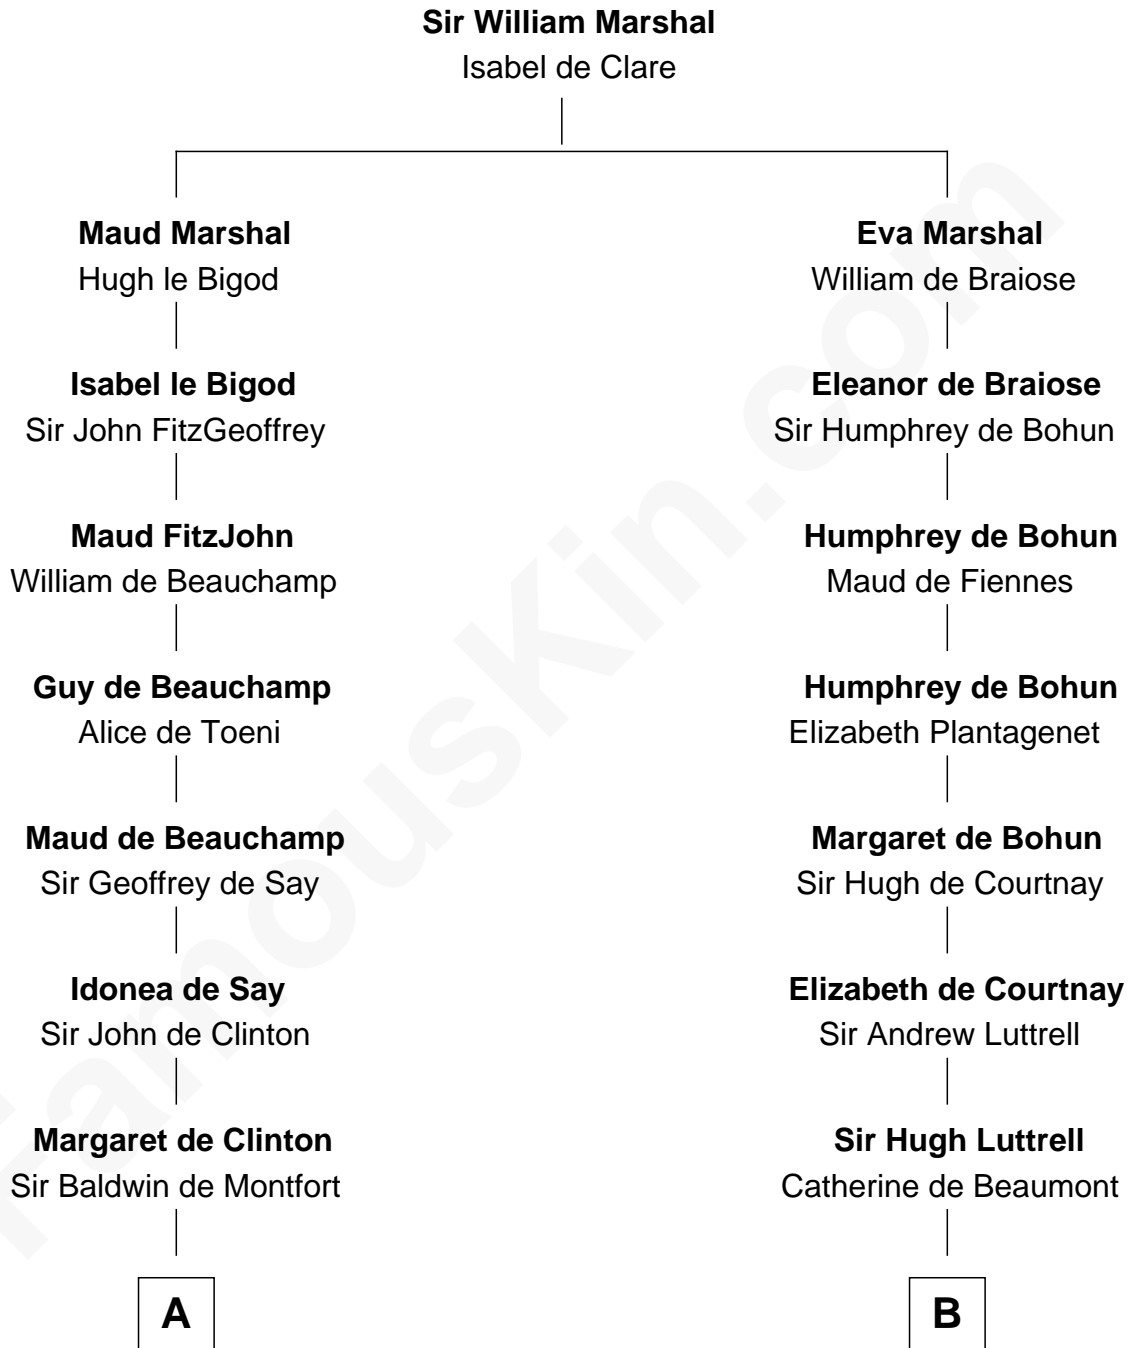 Sir William Marshal
Isabel de Clare
Maud Marshal
Hugh le Bigod
Eva Marshal
William de Braiose
Isabel le Bigod
Sir John FitzGeoffrey
Eleanor de Braiose
Sir Humphrey de Bohun
Maud FitzJohn
William de Beauchamp
Humphrey de Bohun
Maud de Fiennes
Guy de Beauchamp
Alice de Toeni
Humphrey de Bohun
Elizabeth Plantagenet
Maud de Beauchamp
Sir Geoffrey de Say
Margaret de Bohun
Sir Hugh de Courtnay
Idonea de Say
Sir John de Clinton
Elizabeth de Courtnay
Sir Andrew Luttrell
Margaret de Clinton
Sir Baldwin de Montfort
Sir Hugh Luttrell
Catherine de Beaumont
A
B
FamousKin.com